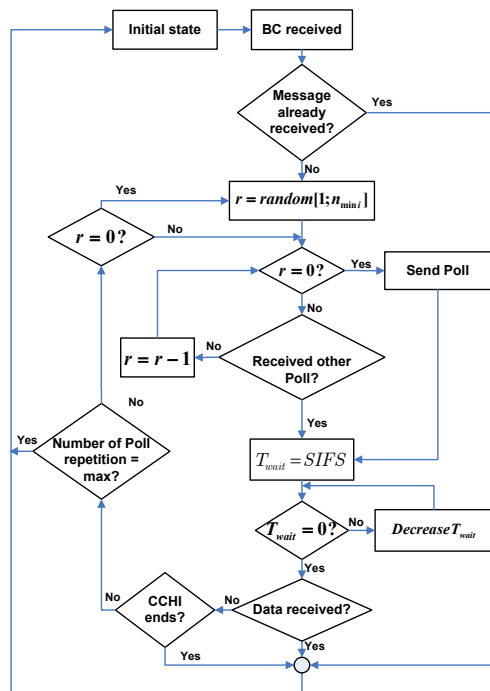 Initial state
BC received
Message
already
received?
Yes
No
r = random[1; n_min i]
Yes
r = 0?
No
r = 0?
Yes
Send Poll
No
r = r − 1
No
Received other
Poll?
Yes
No
Yes
Number of Poll
repetition =
max?
T_wait = SIFS
T_wait = 0?
No
Decrease T_wait
Yes
No
CCHI
ends?
No
Data received?
Yes
Yes